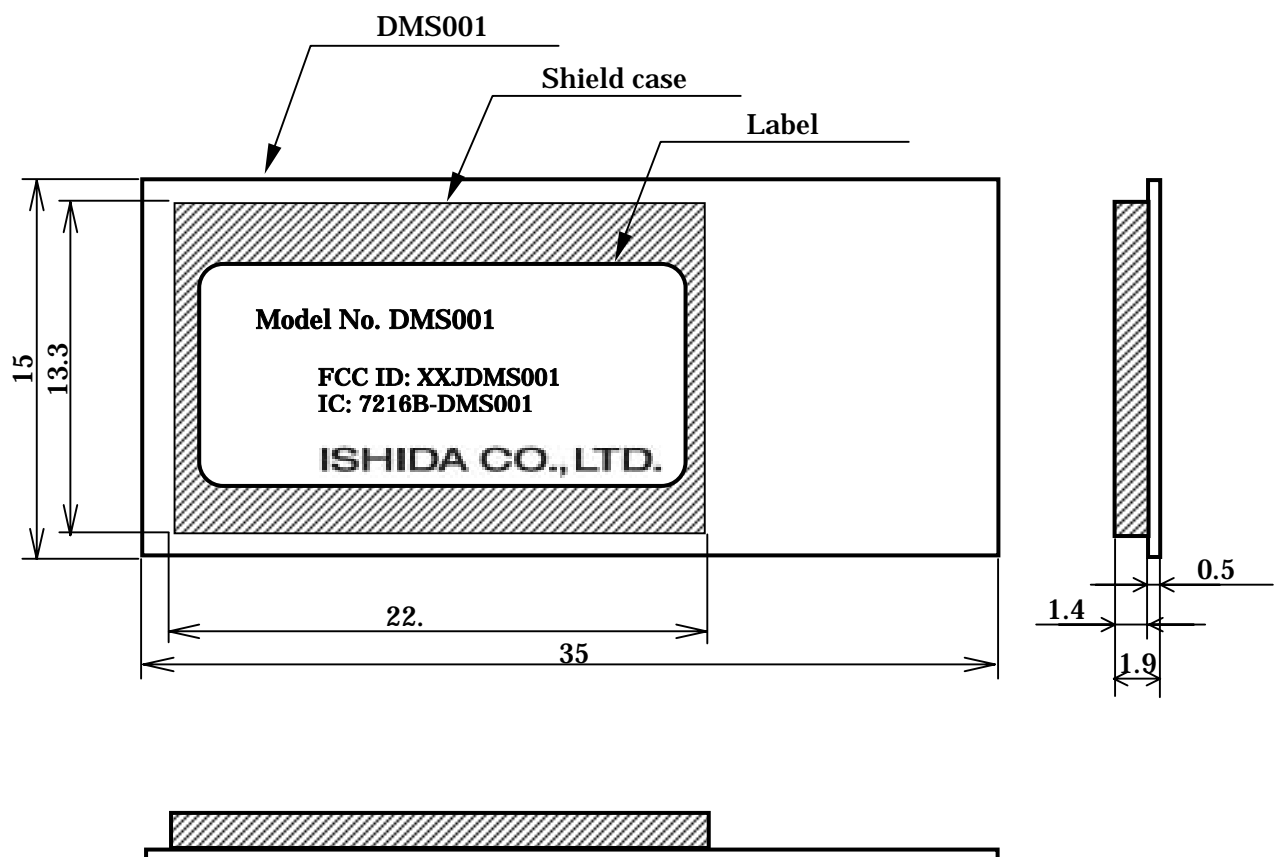 DMS001
Shield case
Label
15
13.3
Model No. DMS001
FCC ID: XXJDMS001
IC: 7216B-DMS001
ISHIDA CO.,LTD.
0.5
1.4
22.
35
1.9